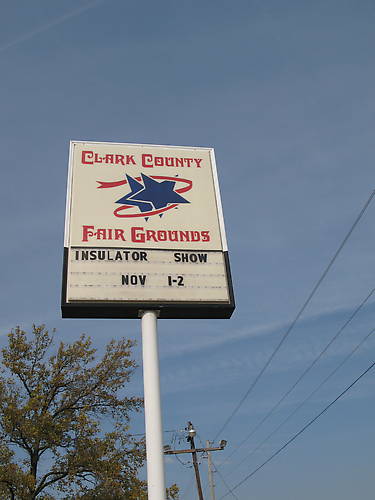 Clark County
Fair Grounds
INSULATOR SHOW
NOV 1-2